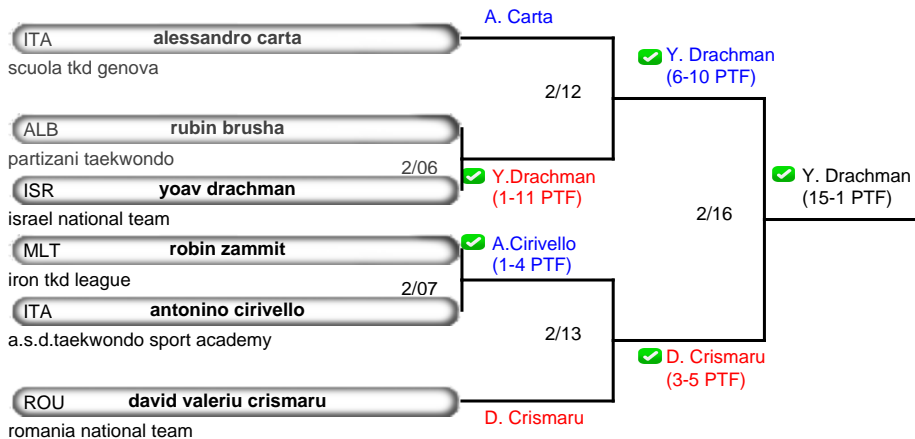 A. Carta
ITA alessandro carta
scuola tkd genova
Y. Drachman
(6-10 PTF)
2/12
ALB rubin brusha
partizani taekwondo
2/06
Y.Drachman
(1-11 PTF)
ISR yoav drachman
israel national team
Y. Drachman
(15-1 PTF)
2/16
MLT robin zammit
iron tkd league
A.Cirivello
(1-4 PTF)
2/07
ITA antonino cirivello
a.s.d.taekwondo sport academy
2/13
D. Crismaru
(3-5 PTF)
ROU david valeriu crismaru
romania national team
D. Crismaru